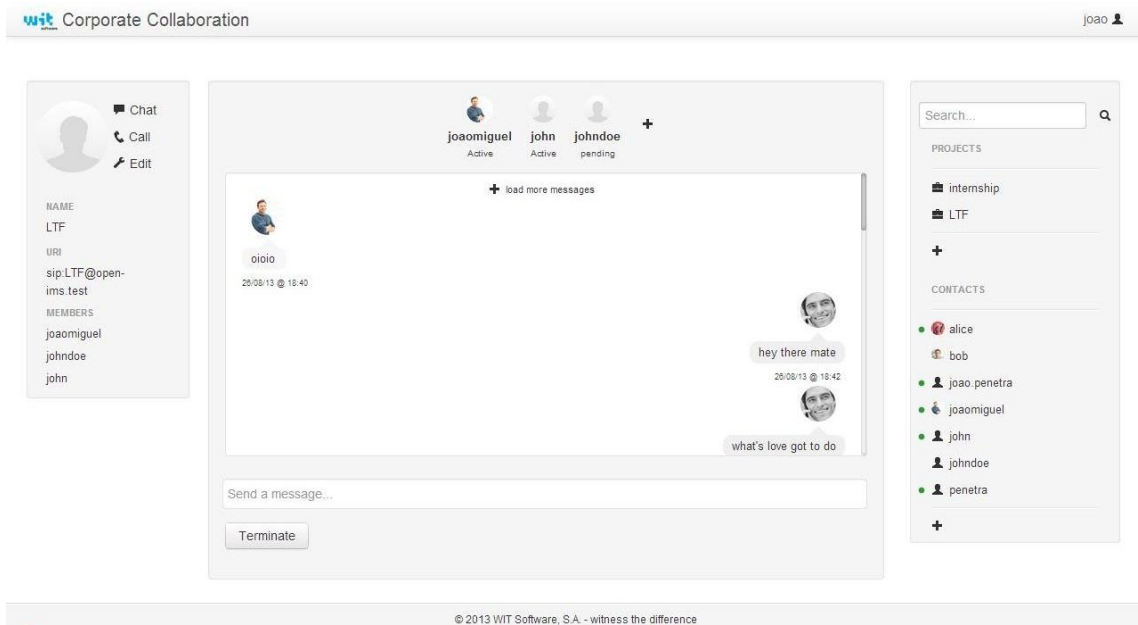 wit Corporate Collaboration
software
joao
Chat
Call
Edit
NAME
LTF
URI
sip:LTF@open-
ims.test
MEMBERS
joaomiguel
johndoe
john
joaomiguel john johndoe
Active Active pending
load more messages
oioio
26/08/13 @ 18:40
hey there mate
26/08/13 @ 18:42
what's love got to do
Send a message...
Terminate
Search...
PROJECTS
internship
LTF
CONTACTS
alice
bob
joao.penetra
joaomiguel
john
johndoe
penetra
© 2013 WIT Software, S.A. - witness the difference